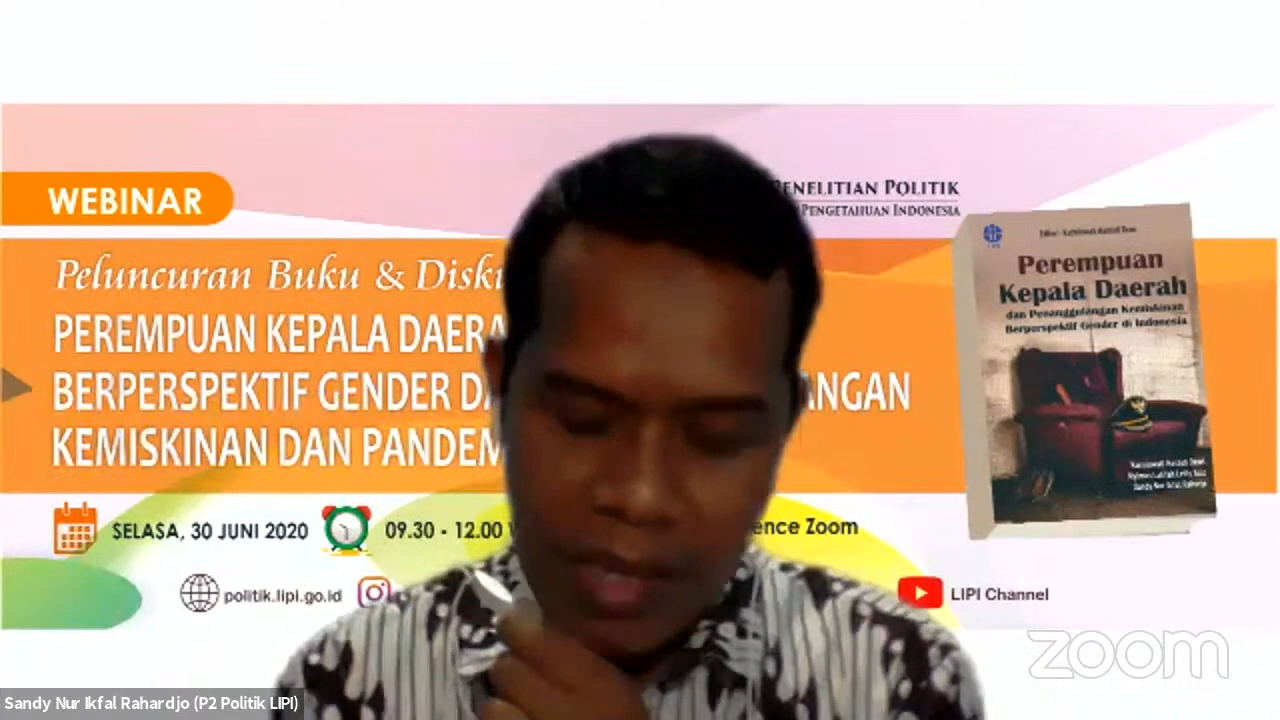 WEBINAR
PENELITIAN POLITIK
PENGETAHUAN INDONESIA
Peluncuran Buku & Disku
PEREMPUAN KEPALA DAERA
BERPERSPEKTIF GENDER DA ANGAN
KEMISKINAN DAN PANDEM
Perempuan
Kepala Daerah
dan Penanggulangan Kemiskinan
Berperspektif Gender di Indonesia
SELASA, 30 JUNI 2020
09.30 - 12.00 W
ence Zoom
politik.lipi.go.id
LIPI Channel
zoom
Sandy Nur Ikfal Rahardjo (P2 Politik LIPI)